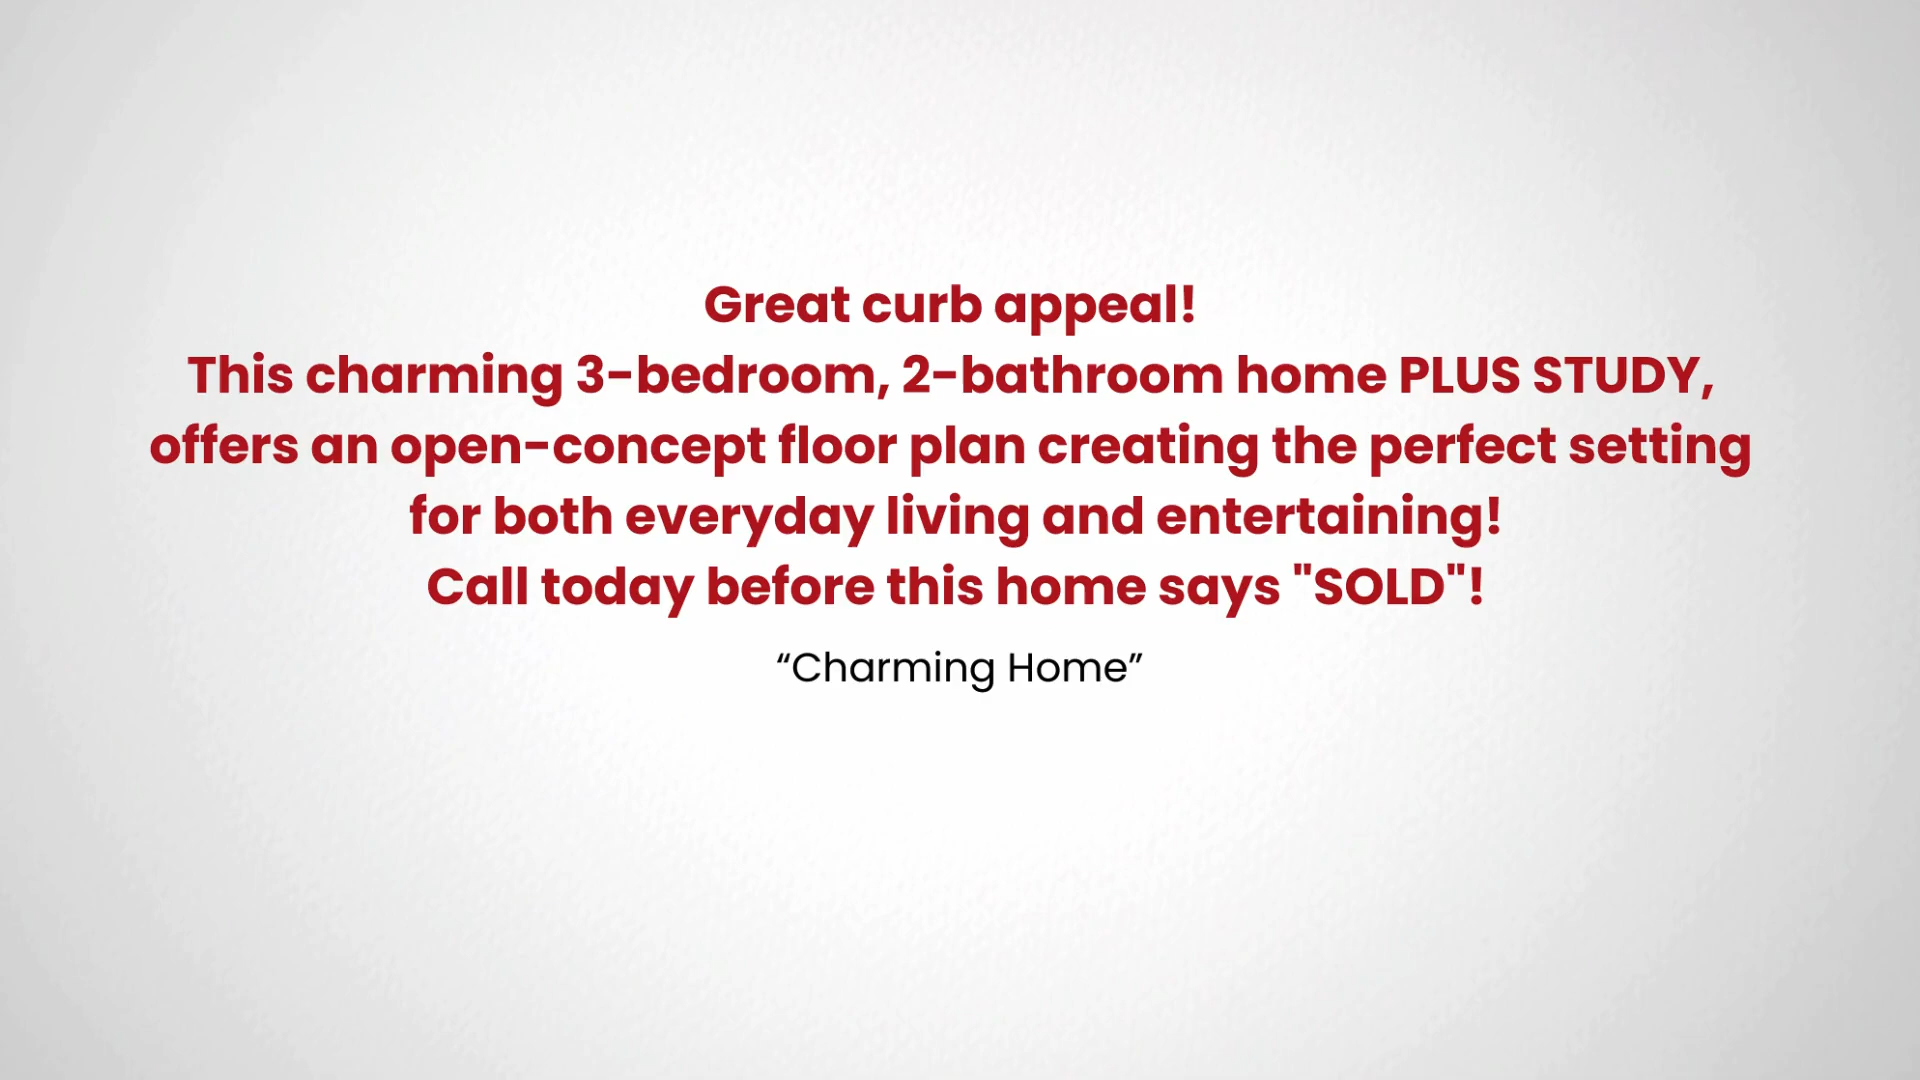 Great curb appeal!
This charming 3-bedroom, 2-bathroom home PLUS STUDY,
offers an open-concept floor plan creating the perfect setting
for both everyday living and entertaining!
Call today before this home says "SOLD"!
“Charming Home”